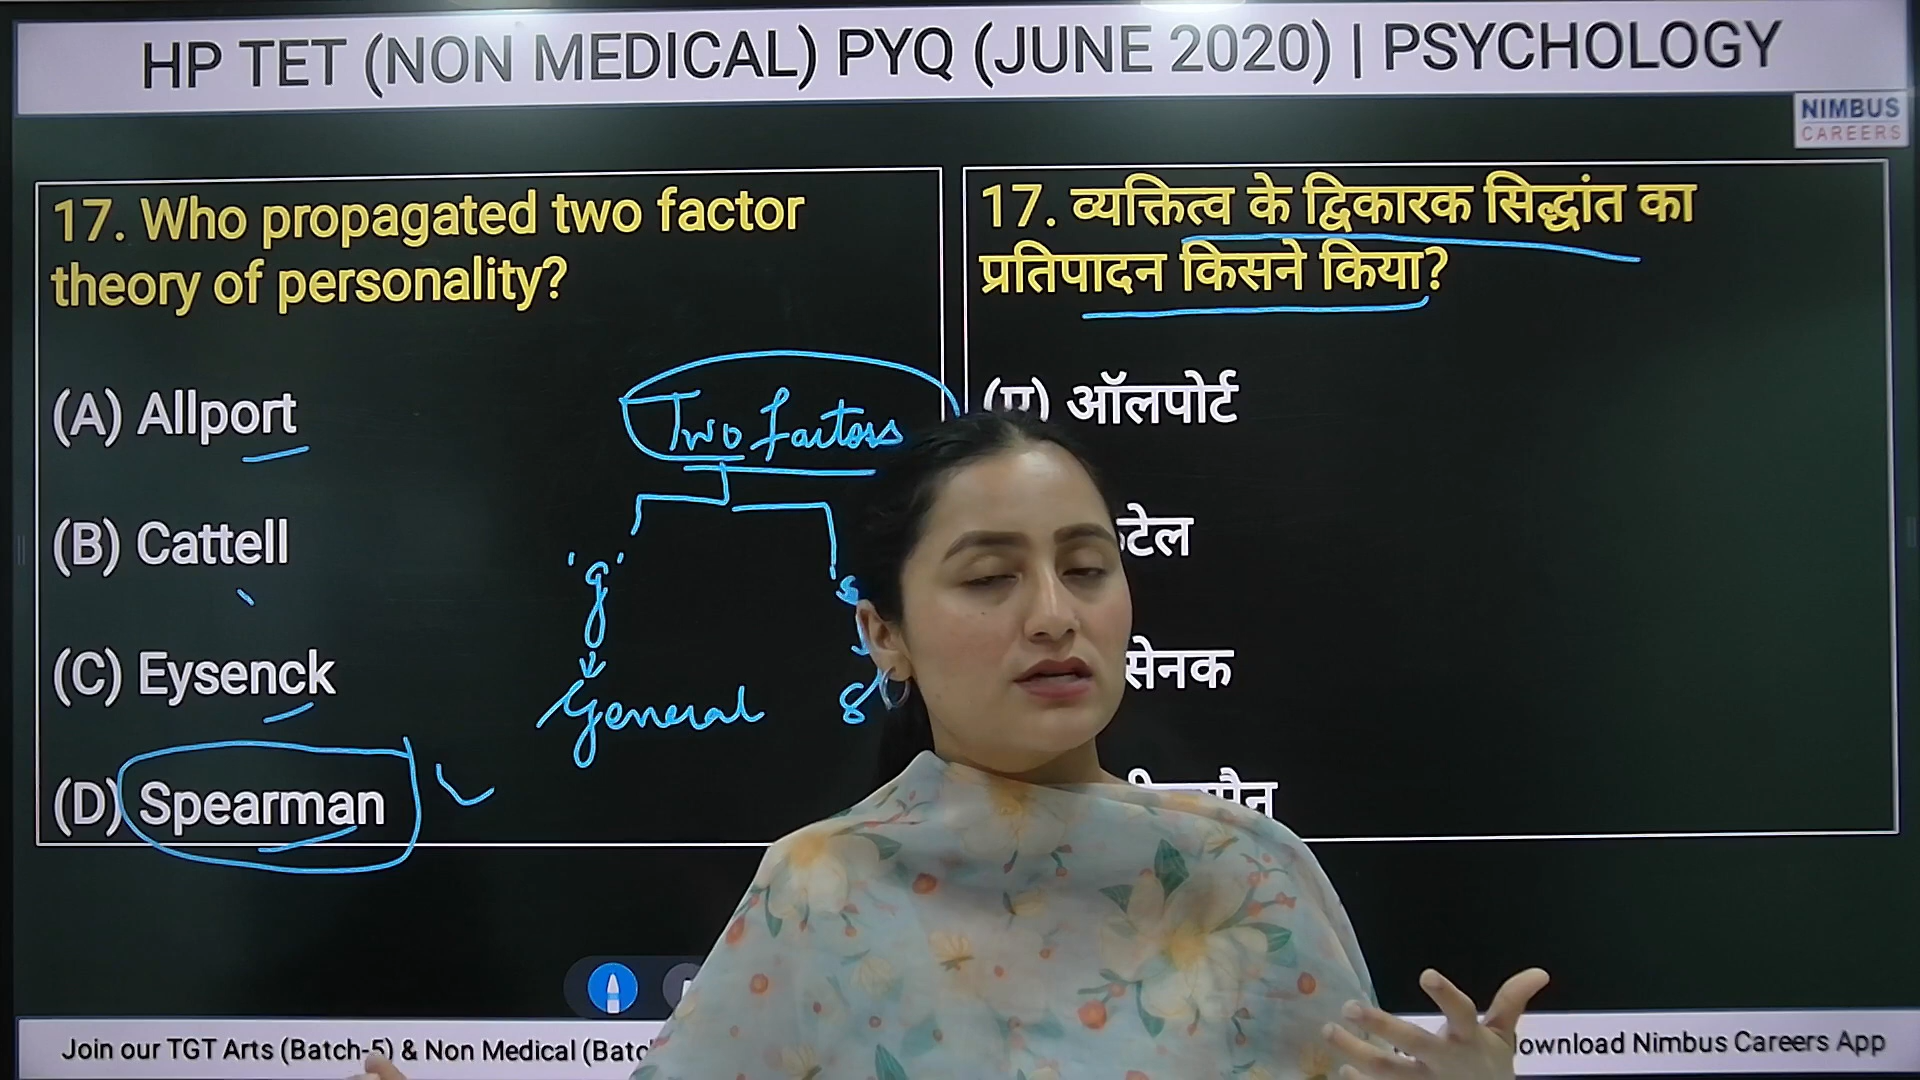 HP TET (NON MEDICAL) PYQ (JUNE 2020) | PSYCHOLOGY
NIMBUS
CAREERS
17. Who propagated two factor
theory of personality?
(A) Allport
(B) Cattell
(C) Eysenck
(D) Spearman
Two factors
'g'
s
General
17. व्यक्तित्व के द्विकारक सिद्धांत का
प्रतिपादन किसने किया?
(ए) ऑलपोर्ट
टेल
सेनक
Join our TGT Arts (Batch-5) & Non Medical
ownload Nimbus Careers App